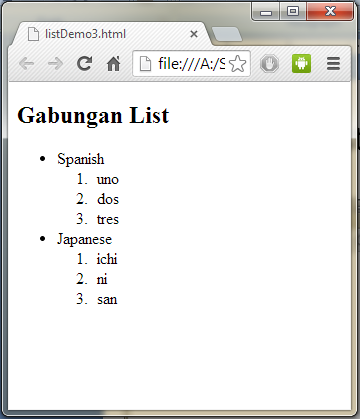 listDemo3.html
file:///A:/S
Gabungan List
• Spanish
1. uno
2. dos
3. tres
• Japanese
1. ichi
2. ni
3. san